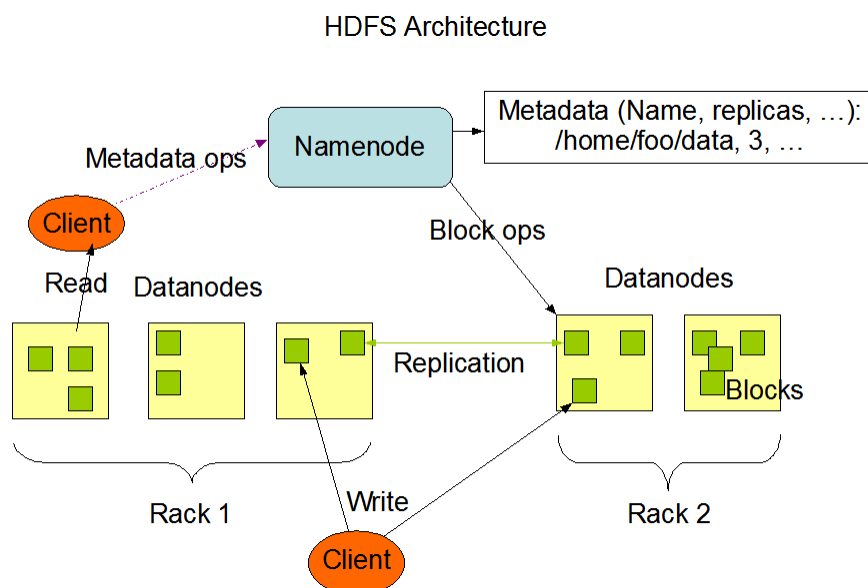 HDFS Architecture
Metadata (Name, replicas, …):
/home/foo/data, 3, …
Namenode
Metadata ops
Client
Block ops
Read
Datanodes
Datanodes
Replication
Blocks
Rack 1
Write
Rack 2
Client